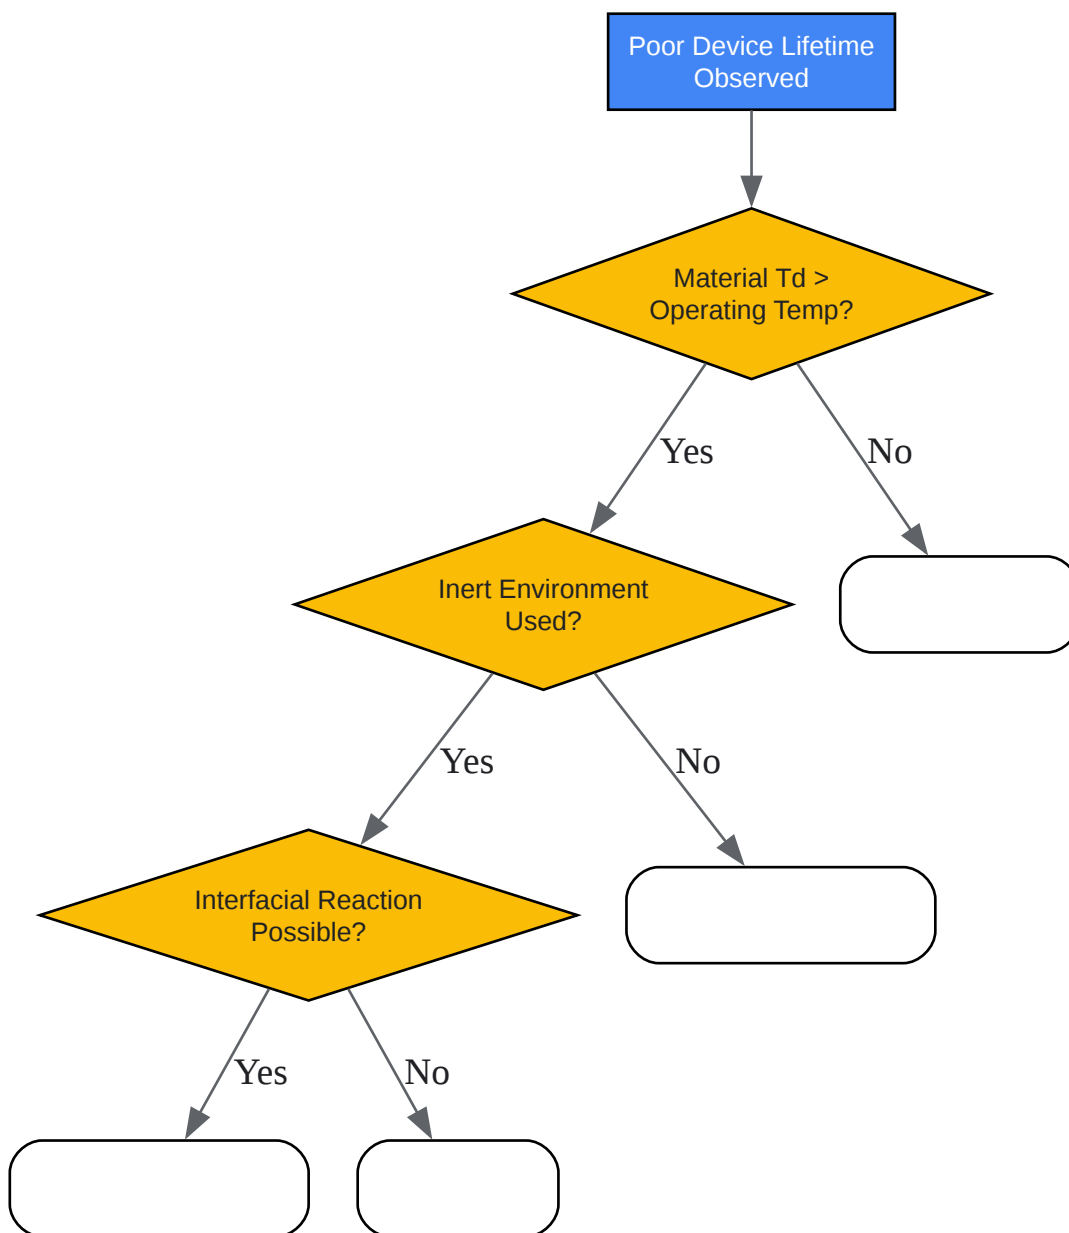 Poor Device Lifetime
Observed
Material Td >
Operating Temp?
Yes
No
Inert Environment
Used?
Yes
No
Interfacial Reaction
Possible?
Yes
No